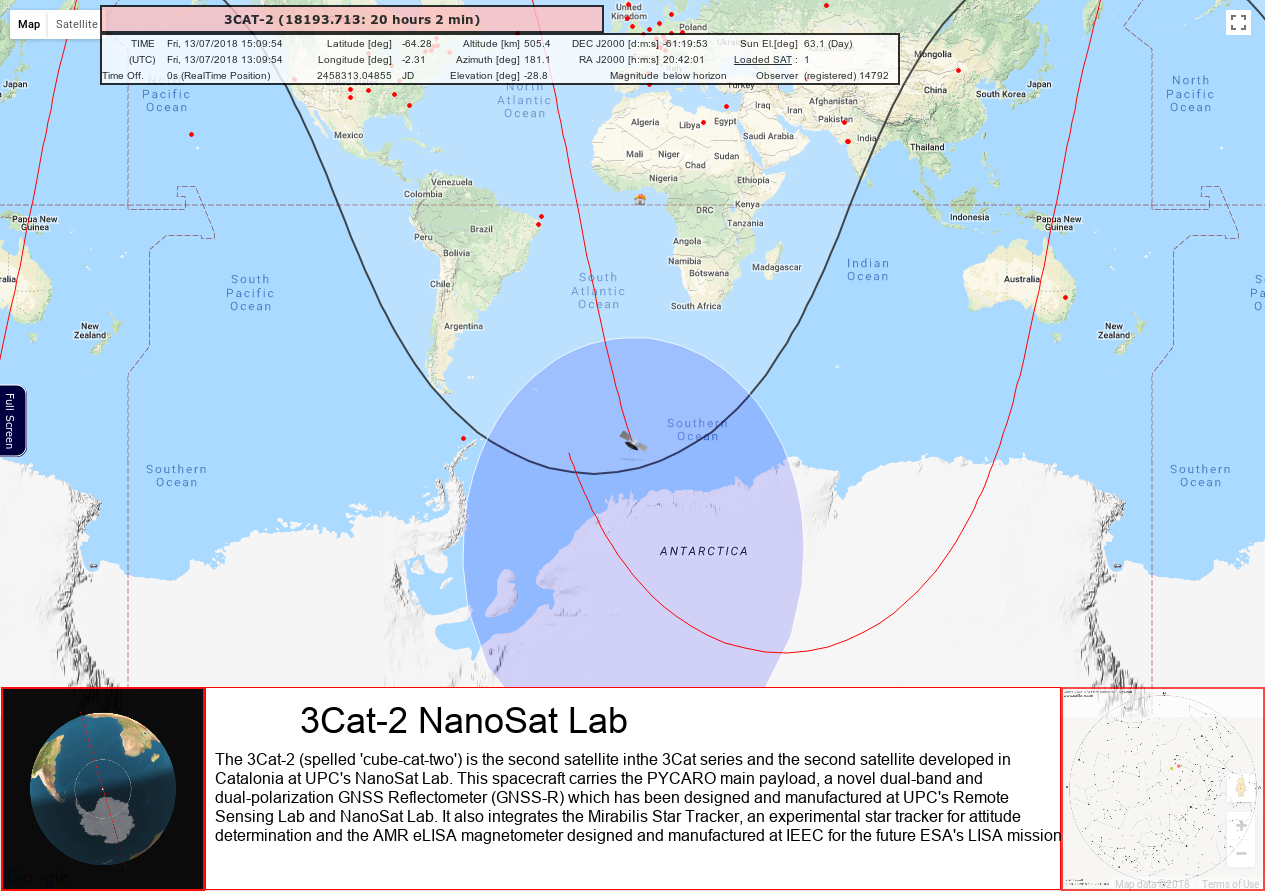 Map Satellite
3CAT-2 (18193.713: 20 hours 2 min)
TIME Fri, 13/07/2018 15:09:54 Latitude [deg] -64.28 Altitude [km] 505.4 DEC J2000 [d:m:s] -61:19:53 Sun El.[deg] 63.1 (Day)
(UTC) Fri, 13/07/2018 13:09:54 Longitude [deg] -2.31 Azimuth [deg] 181.1 RA J2000 [h:m:s] 20:42:01 Loaded SAT : 1
Time Off. 0s (RealTime Position) 2458313.04855 JD Elevation [deg] -28.8 Magnitude below horizon Observer (registered) 14792
United
Kingdom
Poland
Ukraine
Italy
Turkey
Mongolia
China
Japan
South Korea
Japan
North
Pacific
Ocean
North
Atlantic
Ocean
North
Pacific
Ocean
Afghanistan
Iraq
Iran
Pakistan
India
Algeria
Libya
Egypt
Saudi Arabia
Mexico
Thailand
Mali
Niger
Sudan
Chad
Nigeria
Ethiopia
Venezuela
Colombia
Kenya
DRC
Tanzania
Indonesia
Papua New
Guinea
Papua New
Guinea
Peru
Brazil
Bolivia
Angola
Namibia
Botswana
Madagascar
Indian
Ocean
Chile
South
Pacific
Ocean
South
Atlantic
Ocean
South Africa
ralia
Australia
S
Pa
O
Argentina
New
Zealand
New
Zealand
Full Screen
Southern
Ocean
Southern
Ocean
Southern
Ocean
ANTARCTICA
3Cat-2 NanoSat Lab
The 3Cat-2 (spelled 'cube-cat-two') is the second satellite inthe 3Cat series and the second satellite developed in
Catalonia at UPC's NanoSat Lab. This spacecraft carries the PYCARO main payload, a novel dual-band and
dual-polarization GNSS Reflectometer (GNSS-R) which has been designed and manufactured at UPC's Remote
Sensing Lab and NanoSat Lab. It also integrates the Mirabilis Star Tracker, an experimental star tracker for attitude
determination and the AMR eLISA magnetometer designed and manufactured at IEEC for the future ESA's LISA mission
Google
Map data ©2018 Terms of Use